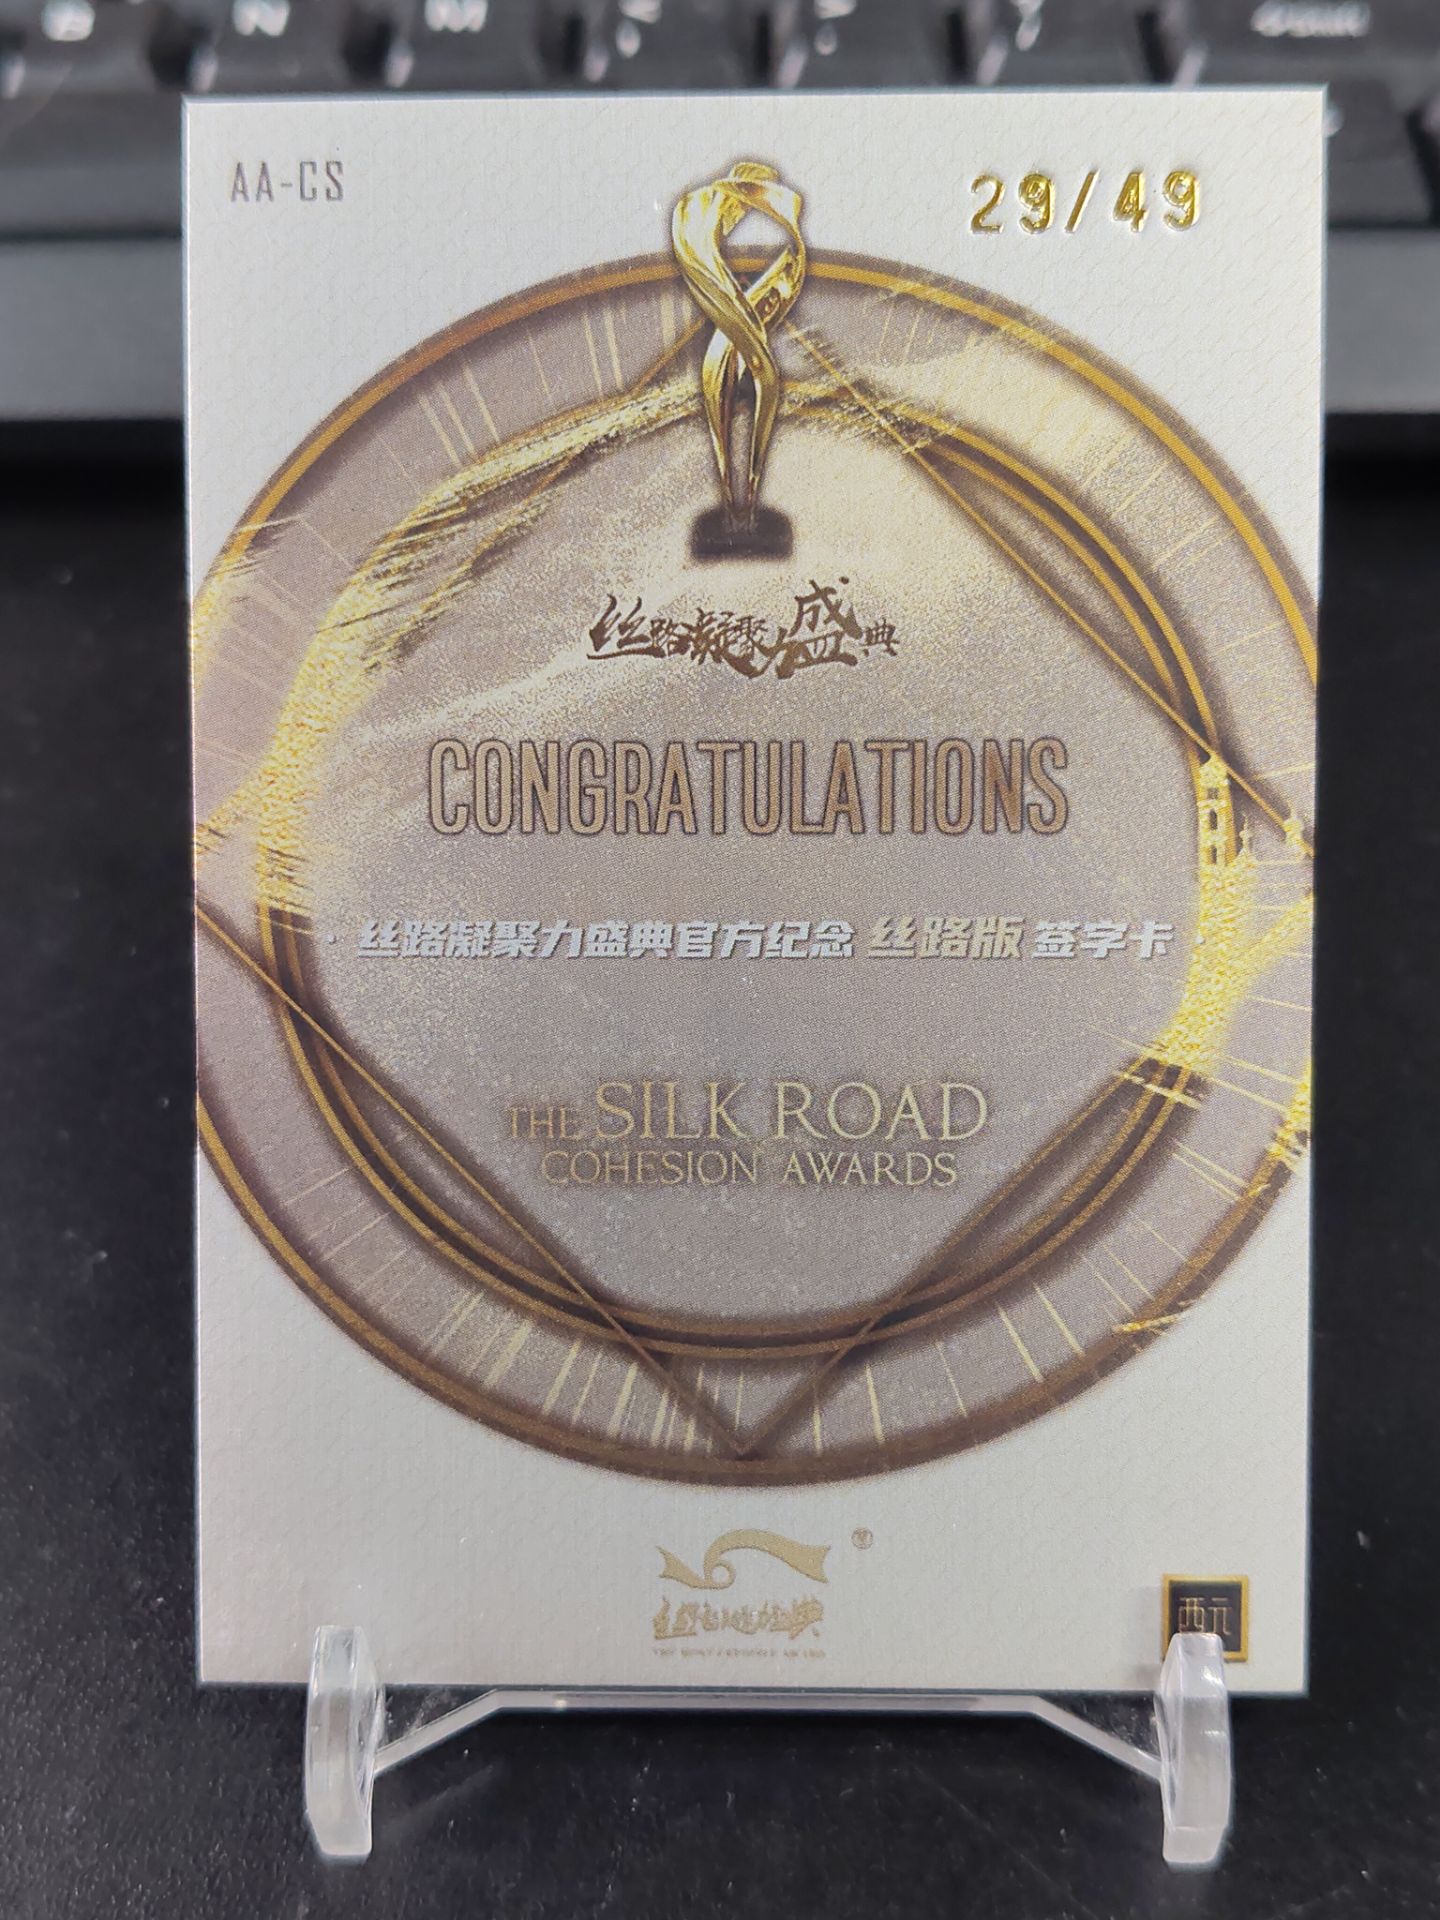 B N M
AA-CS
29/49
丝路凝聚力盛典
CONGRATULATIONS
· 丝路凝聚力盛典官方纪念 丝路版 签字卡 ·
THE SILK ROAD
COHESION AWARDS
®
西元